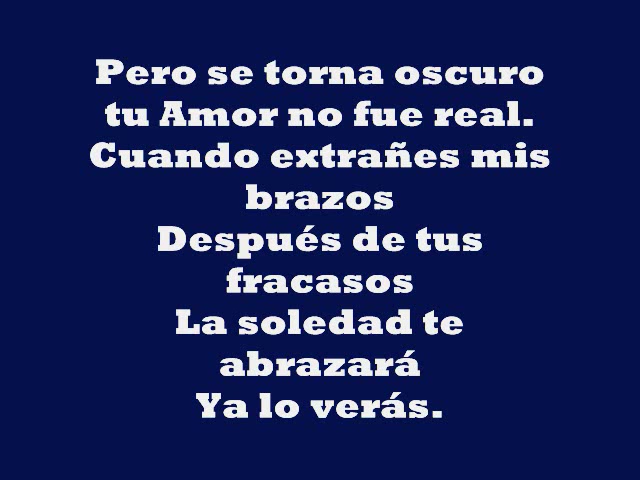 Pero se torna oscuro
tu Amor no fue real.
Cuando extrañes mis
brazos
Después de tus
fracasos
La soledad te
abrazará
Ya lo verás.